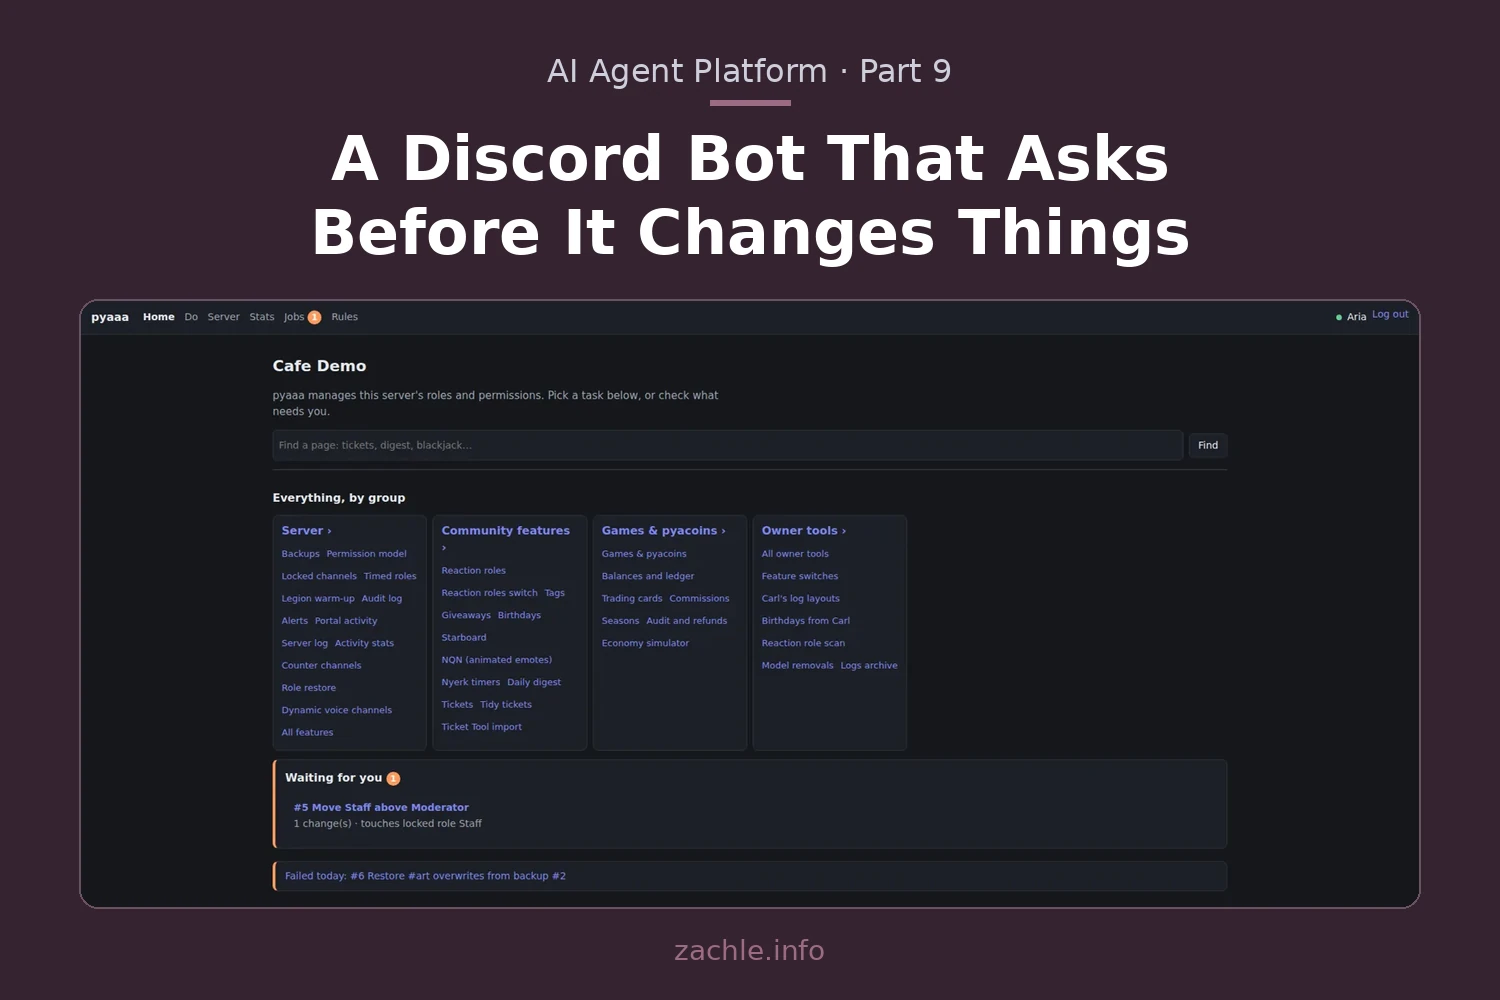 AI Agent Platform · Part 9
A Discord Bot That Asks
Before It Changes Things
pyaaa Home Do Server Stats Jobs 1 Rules Aria Log out
Cafe Demo
pyaaa manages this server's roles and permissions. Pick a task below, or check what
needs you.
Find a page: tickets, digest, blackjack... Find
Everything, by group
Server ›
Backups Permission model
Locked channels Timed roles
Legion warm-up Audit log
Alerts Portal activity
Server log Activity stats
Counter channels
Role restore
Dynamic voice channels
All features
Community features
›
Reaction roles
Reaction roles switch Tags
Giveaways Birthdays
Starboard
NQN (animated emotes)
Nyerk timers Daily digest
Tickets Tidy tickets
Ticket Tool import
Games & pyacoins ›
Games & pyacoins
Balances and ledger
Trading cards Commissions
Seasons Audit and refunds
Economy simulator
Owner tools ›
All owner tools
Feature switches
Carl's log layouts
Birthdays from Carl
Reaction role scan
Model removals Logs archive
Waiting for you 1
#5 Move Staff above Moderator
1 change(s) · touches locked role Staff
Failed today: #6 Restore #art overwrites from backup #2
zachle.info